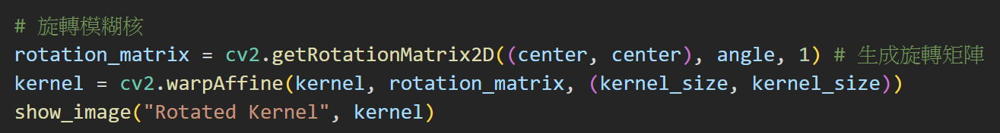 # 旋轉模糊核
rotation_matrix = cv2.getRotationMatrix2D((center, center), angle, 1) # 生成旋轉矩陣
kernel = cv2.warpAffine(kernel, rotation_matrix, (kernel_size, kernel_size))
show_image("Rotated Kernel", kernel)